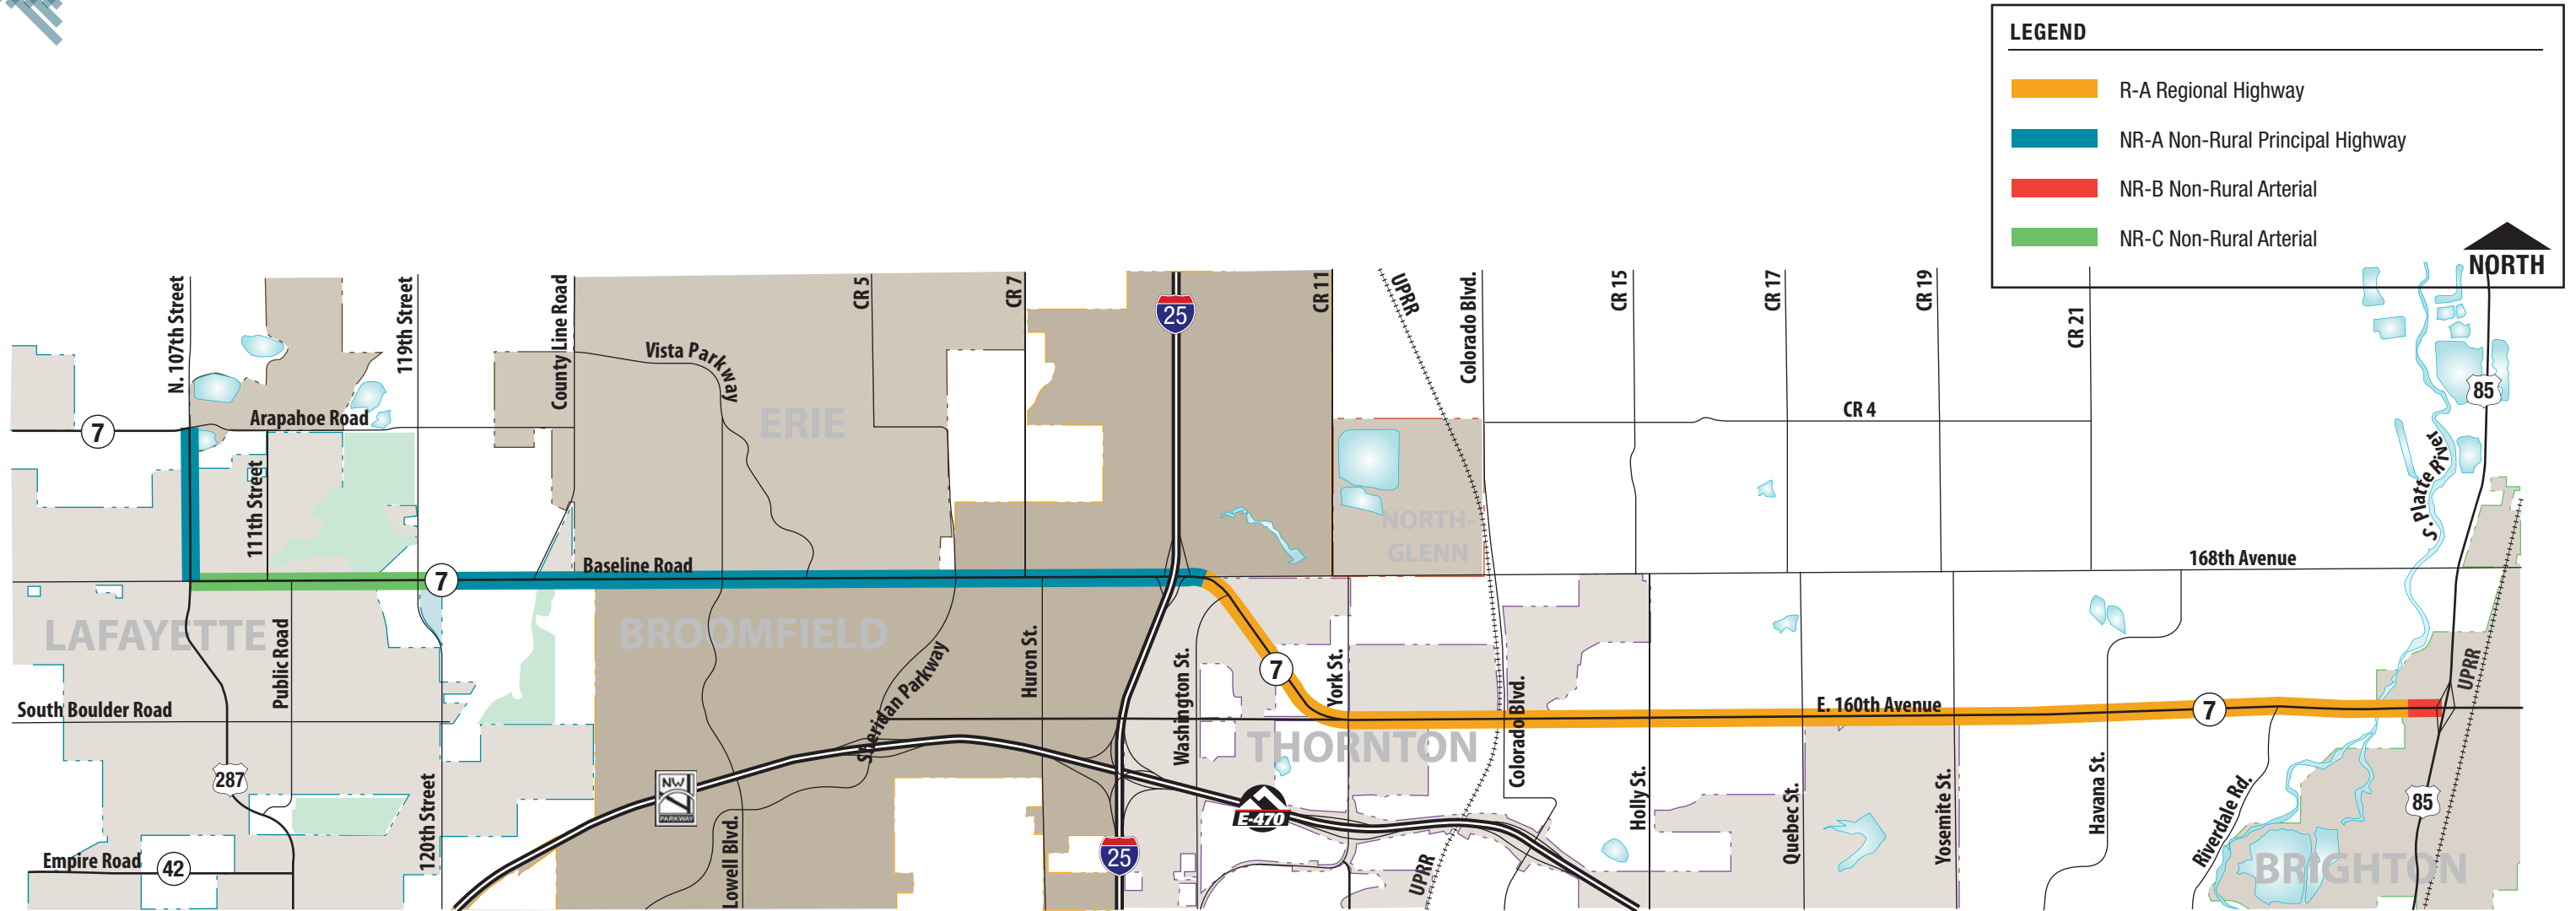 LEGEND
R-A Regional Highway
NR-A Non-Rural Principal Highway
NR-B Non-Rural Arterial
NR-C Non-Rural Arterial
NORTH
N. 107th Street
119th Street
County Line Road
CR 5
CR 7
25
CR 11
UPRR
Colorado Blvd.
CR 15
CR 17
CR 19
CR 21
85
Vista Parkway
7
Arapahoe Road
ERIE
CR 4
111th Street
S. Platte River
NORTH-
GLENN
7
Baseline Road
168th Avenue
LAFAYETTE
Public Road
BROOMFIELD
Sheridan Parkway
Huron St.
Washington St.
7
York St.
UPRR
South Boulder Road
Colorado Blvd.
E. 160th Avenue
7
THORNTON
287
120th Street
NW
PARKWAY
Lowell Blvd.
E-470
Holly St.
Quebec St.
Yosemite St.
Havana St.
Riverdale Rd.
85
Empire Road
42
25
UPRR
BRIGHTON